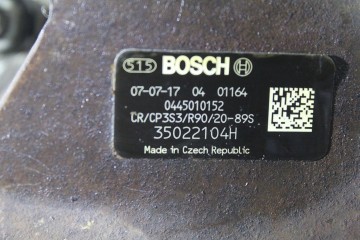 515 BOSCH
07-07-17 04 01164
0445010152
CR/CP3S3/R90/20-89S
35022104H
Made in Czech Republic